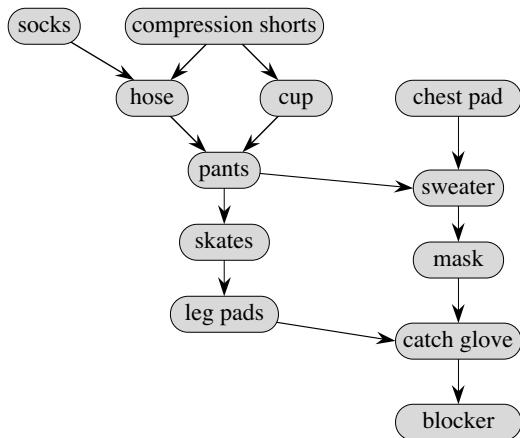 socks
compression shorts
hose
cup
chest pad
pants
sweater
skates
mask
leg pads
catch glove
blocker